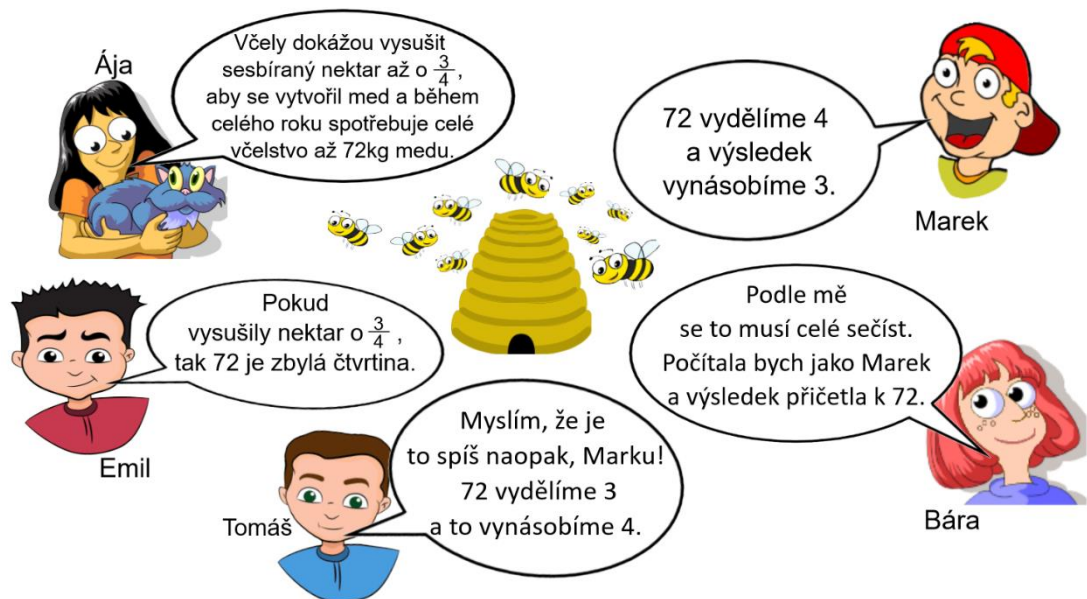 Ája
Včely dokážou vysušit
sesbíraný nektar až o 3/4,
aby se vytvořil med a během
celého roku spotřebuje celé
včelstvo až 72kg medu.
72 vydělíme 4
a výsledek
vynásobíme 3.
Marek
Pokud
vysušily nektar o 3/4 ,
tak 72 je zbylá čtvrtina.
Emil
Podle mě
se to musí celé sečíst.
Počítala bych jako Marek
a výsledek přičetla k 72.
Bára
Myslím, že je
to spíš naopak, Marku!
72 vydělíme 3
a to vynásobíme 4.
Tomáš